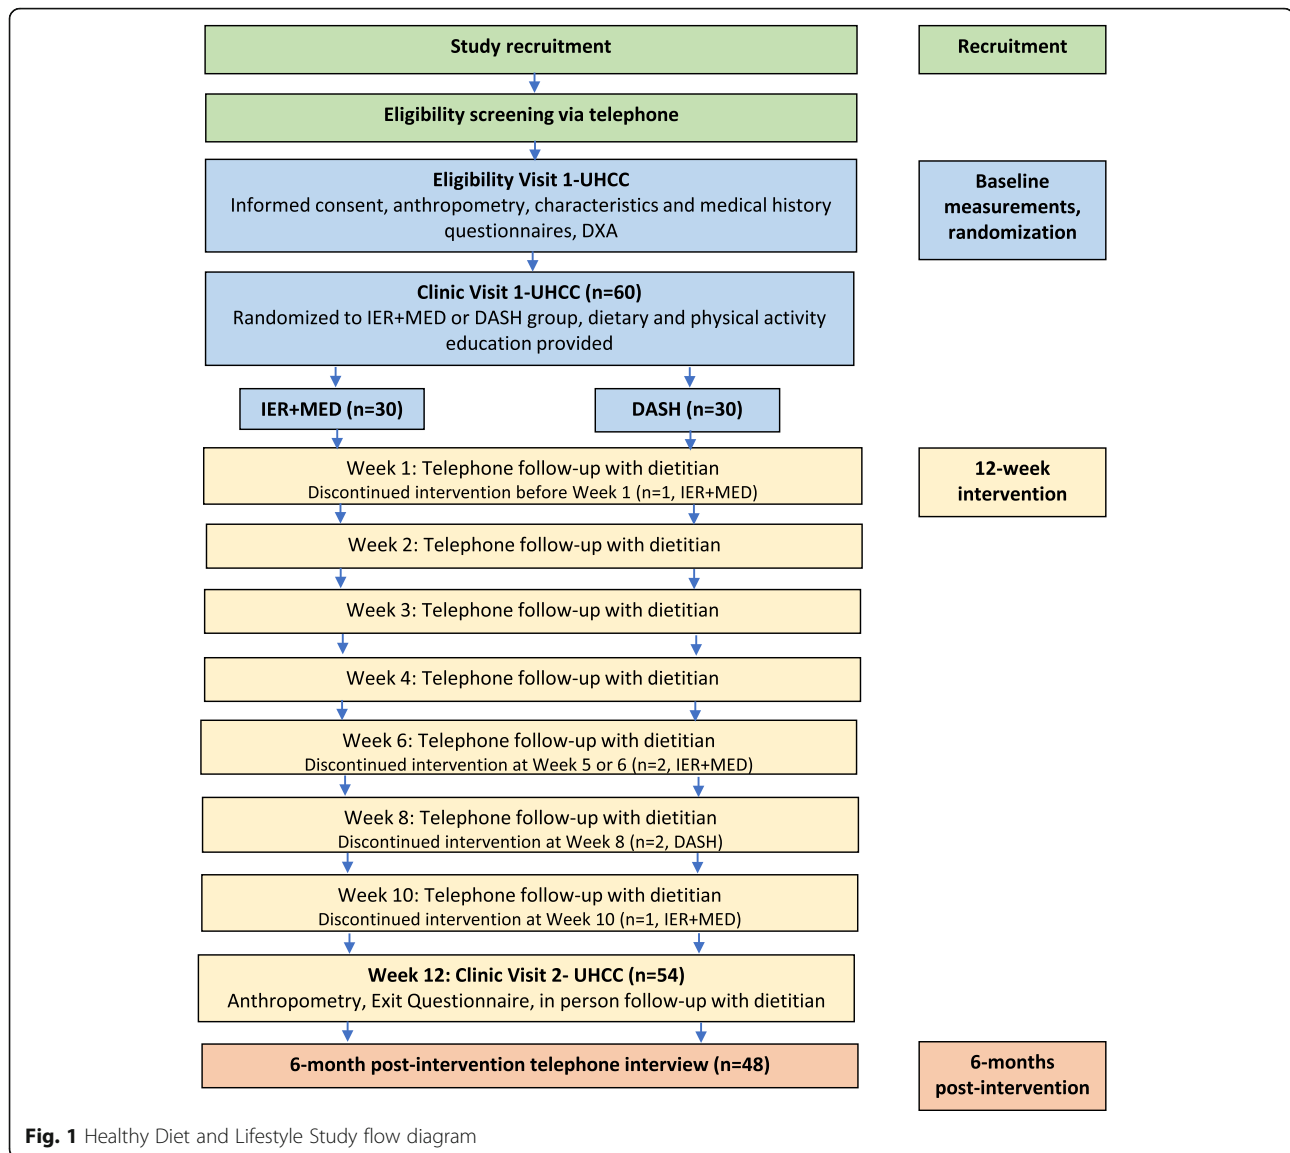 Study recruitment
Recruitment
Eligibility screening via telephone
Eligibility Visit 1-UHCC
Informed consent, anthropometry, characteristics and medical history
questionnaires, DXA
Baseline
measurements,
randomization
Clinic Visit 1-UHCC (n=60)
Randomized to IER+MED or DASH group, dietary and physical activity
education provided
IER+MED (n=30)
DASH (n=30)
Week 1: Telephone follow-up with dietitian
Discontinued intervention before Week 1 (n=1, IER+MED)
12-week
intervention
Week 2: Telephone follow-up with dietitian
Week 3: Telephone follow-up with dietitian
Week 4: Telephone follow-up with dietitian
Week 6: Telephone follow-up with dietitian
Discontinued intervention at Week 5 or 6 (n=2, IER+MED)
Week 8: Telephone follow-up with dietitian
Discontinued intervention at Week 8 (n=2, DASH)
Week 10: Telephone follow-up with dietitian
Discontinued intervention at Week 10 (n=1, IER+MED)
Week 12: Clinic Visit 2- UHCC (n=54)
Anthropometry, Exit Questionnaire, in person follow-up with dietitian
6-month post-intervention telephone interview (n=48)
6-months
post-intervention
Fig. 1 Healthy Diet and Lifestyle Study flow diagram